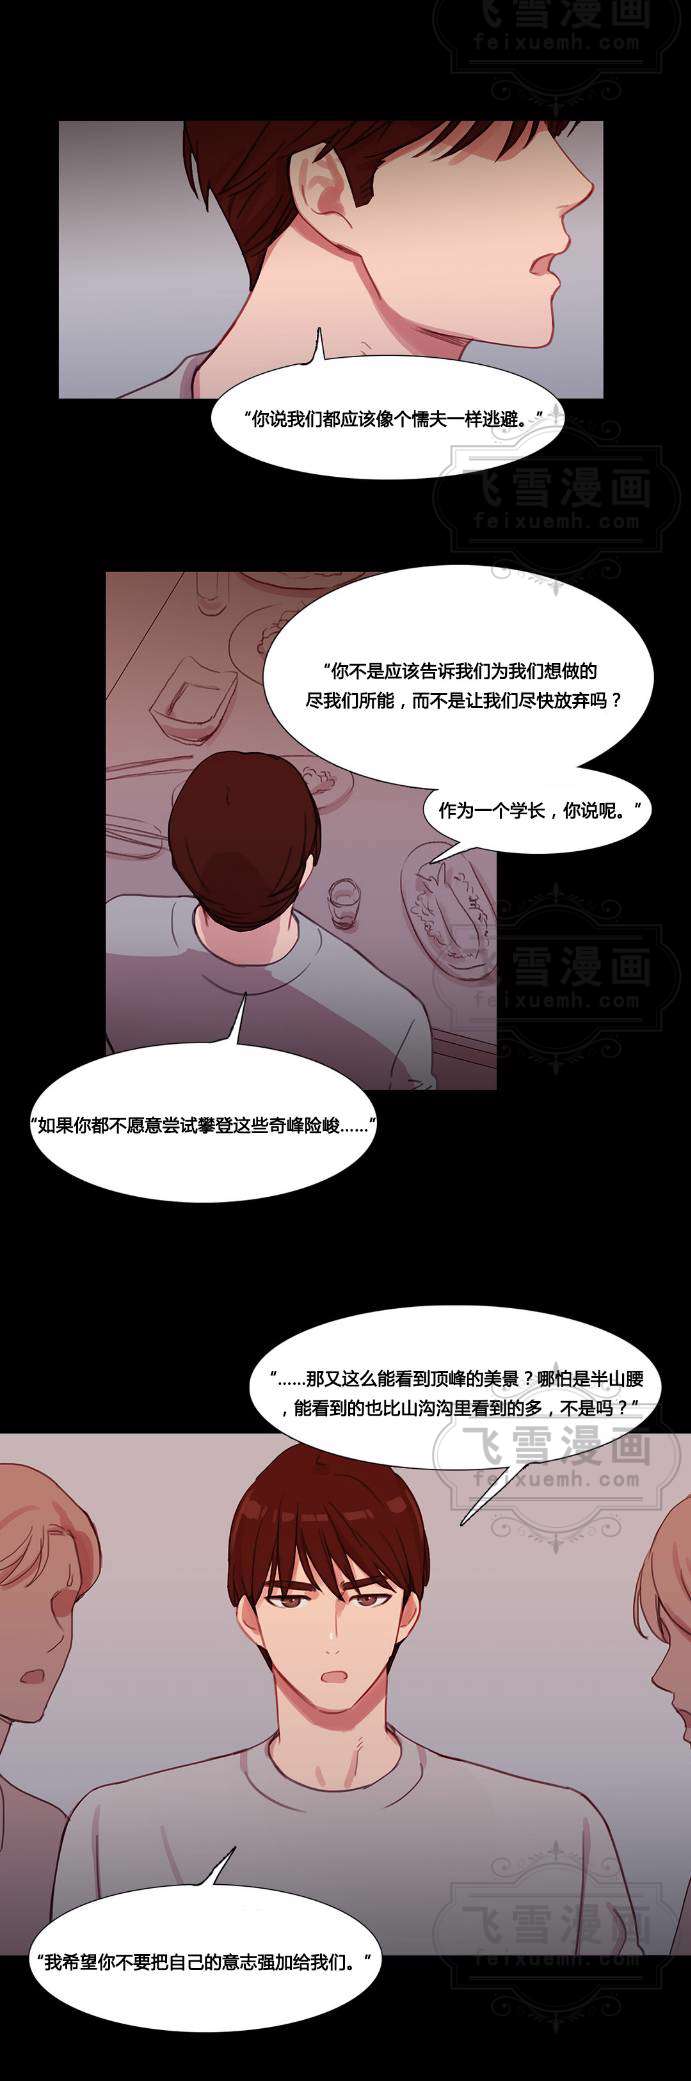 飞雪漫画
feixuemh.com
“你说我们都应该像个懦夫一样逃避。”
飞雪漫画
feixuemh.com
“你不是应该告诉我们为我们想做的
尽我们所能，而不是让我们尽快放弃吗？
作为一个学长，你说呢。”
飞雪漫画
feixuemh.com
“如果你都不愿意尝试攀登这些奇峰险峻……”
“……那又这么能看到顶峰的美景？哪怕是半山腰
，能看到的也比山沟沟里看到的多，不是吗？”
飞雪漫画
feixuemh.com
飞雪漫画
feixuemh.com
“我希望你不要把自己的意志强加给我们。”